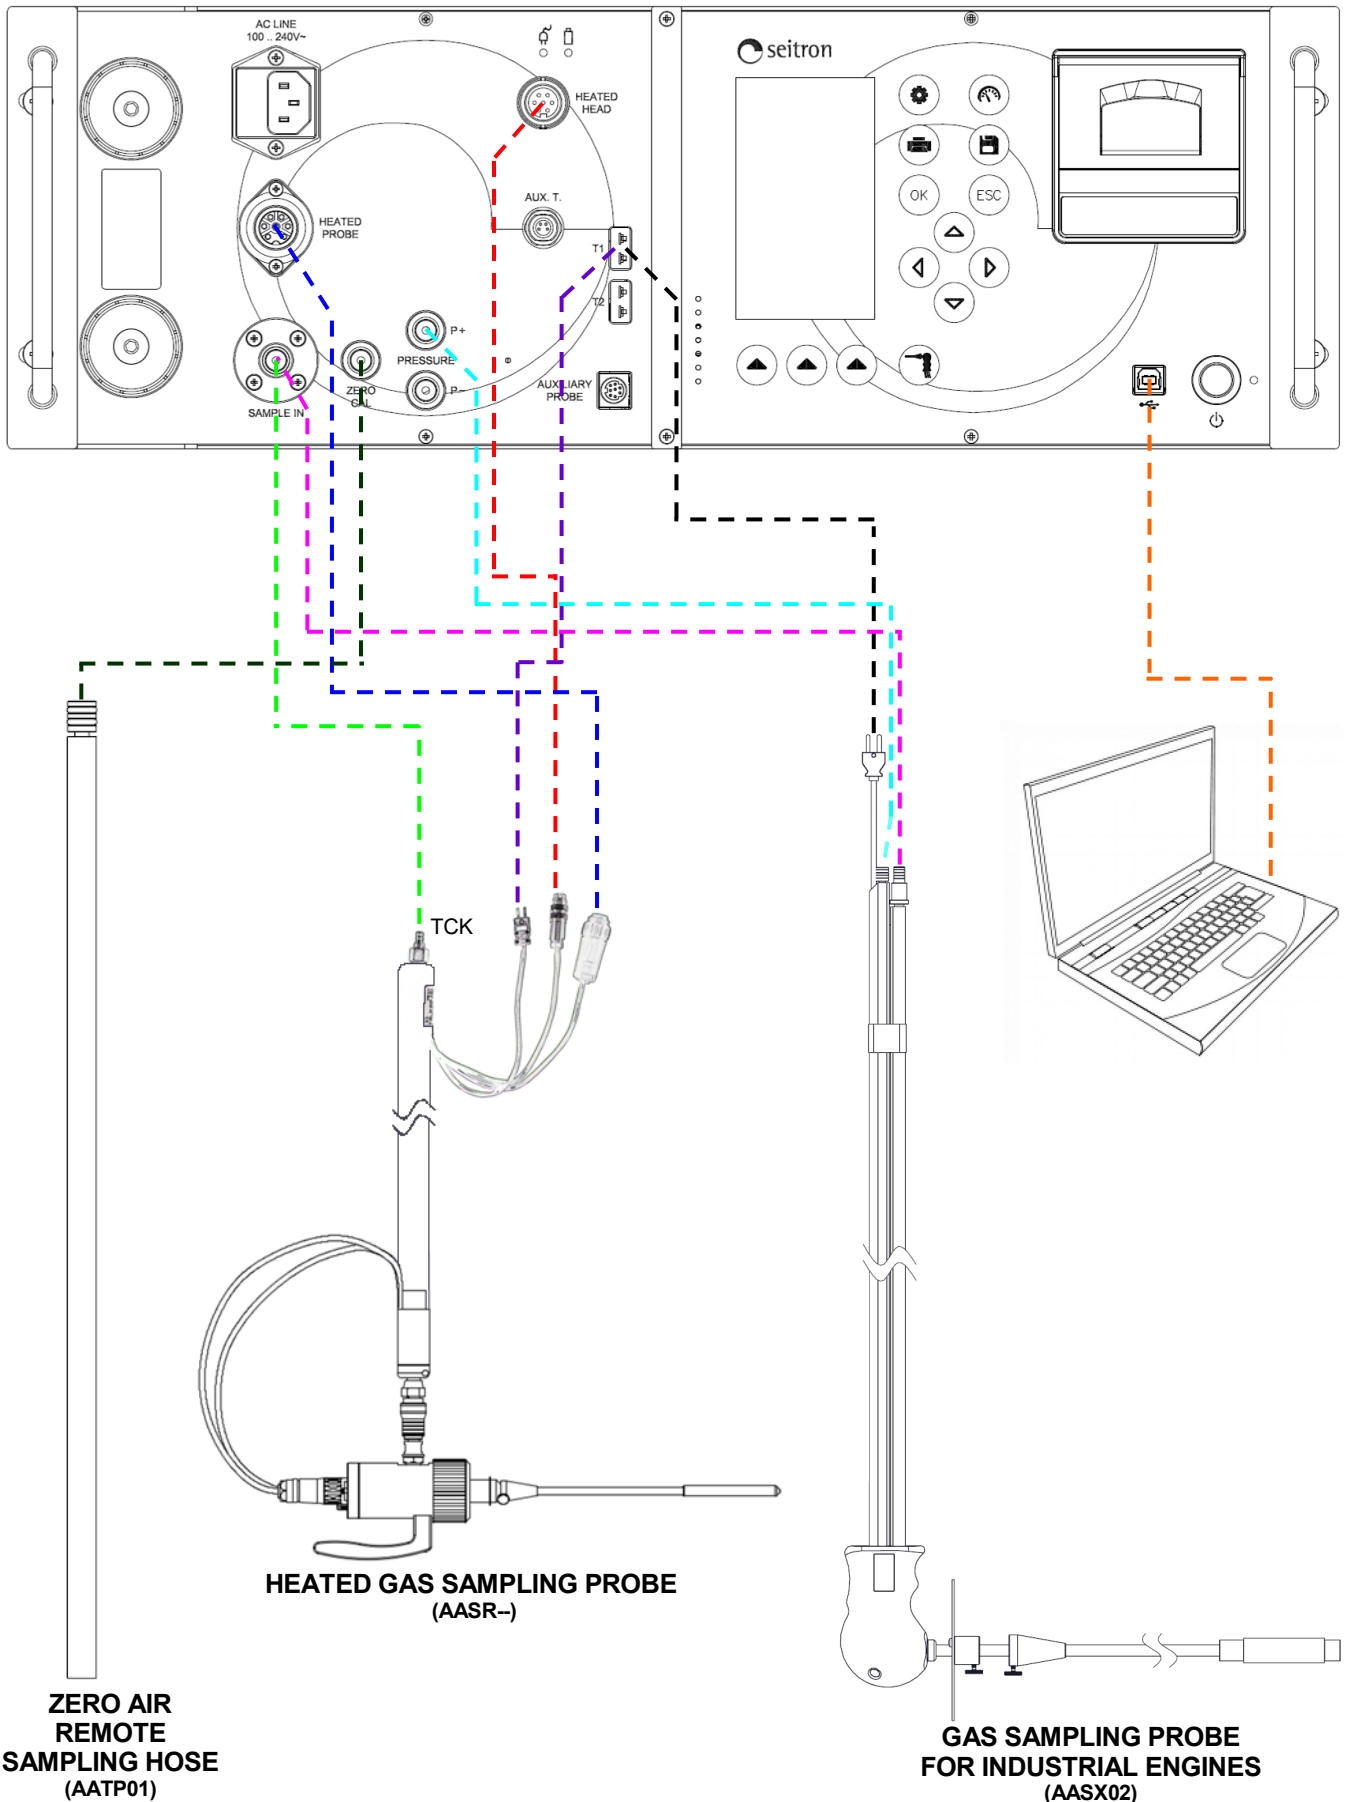 AC LINE
100 .. 240V~
HEATED
HEAD
seitron
HEATED
PROBE
AUX. T.
OK
ESC
T1
T2
P+
PRESSURE
P-
ZERO
CAL
SAMPLE IN
AUXILIARY
PROBE
TCK
HEATED GAS SAMPLING PROBE
(AASR--)
ZERO AIR
REMOTE
SAMPLING HOSE
(AATP01)
GAS SAMPLING PROBE
FOR INDUSTRIAL ENGINES
(AASX02)